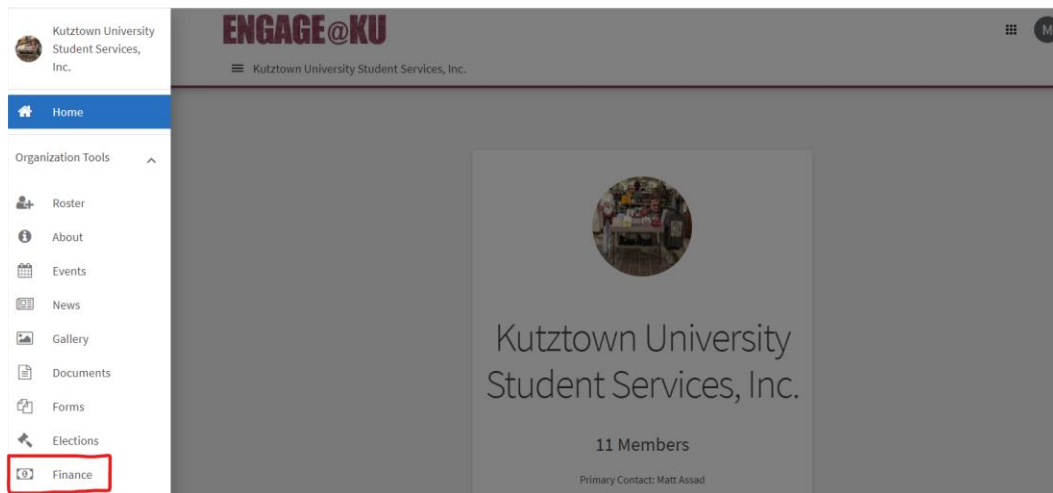 Kutztown University
Student Services,
Inc.
Home
Organization Tools
Roster
About
Events
News
Gallery
Documents
Forms
Elections
Finance
ENGAGE@KU
M
Kutztown University Student Services, Inc.
Kutztown University
Student Services, Inc.
11 Members
Primary Contact: Matt Assad